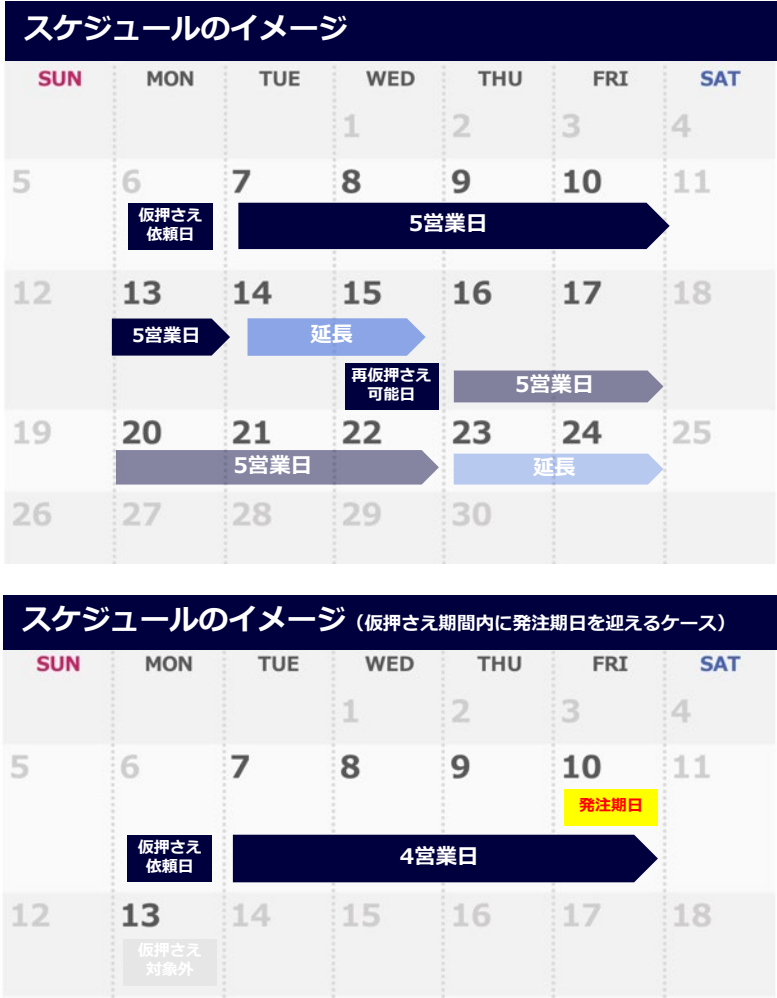 スケジュールのイメージ
SUN MON TUE WED THU FRI SAT
1 2 3 4
5 6 7 8 9 10 11
仮押さえ
依頼日
5営業日
12 13 14 15 16 17 18
5営業日 延長
再仮押さえ
可能日
5営業日
19 20 21 22 23 24 25
5営業日 延長
26 27 28 29 30
スケジュールのイメージ（仮押さえ期間内に発注期日を迎えるケース）
SUN MON TUE WED THU FRI SAT
1 2 3 4
5 6 7 8 9 10 11
発注期日
仮押さえ
依頼日
4営業日
12 13 14 15 16 17 18
仮押さえ
対象外